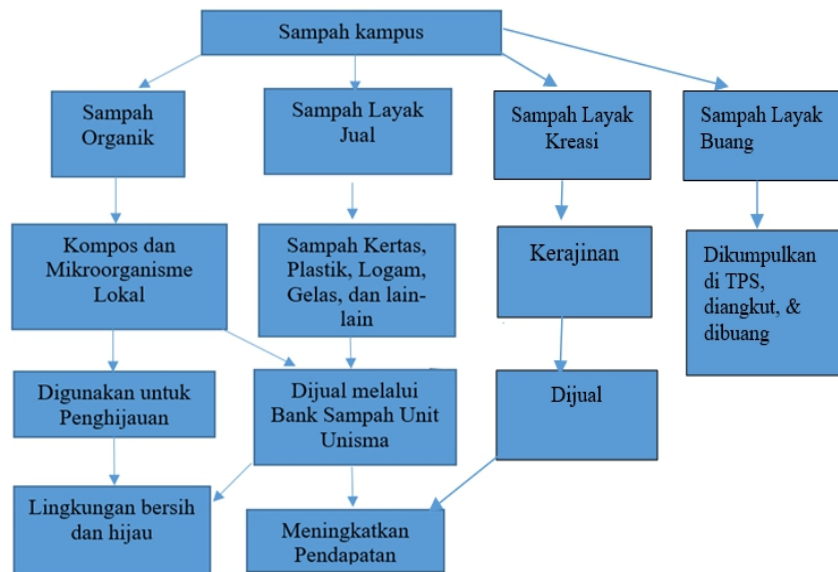 Sampah kampus
Sampah
Organik
Sampah Layak
Jual
Sampah Layak
Kreasi
Sampah Layak
Buang
Kompos dan
Mikroorganisme
Lokal
Sampah Kertas,
Plastik, Logam,
Gelas, dan lain-
lain
Kerajinan
Dikumpulkan
di TPS,
diangkut, &
dibuang
Digunakan untuk
Penghijauan
Dijual melalui
Bank Sampah Unit
Unisma
Dijual
Lingkungan bersih
dan hijau
Meningkatkan
Pendapatan